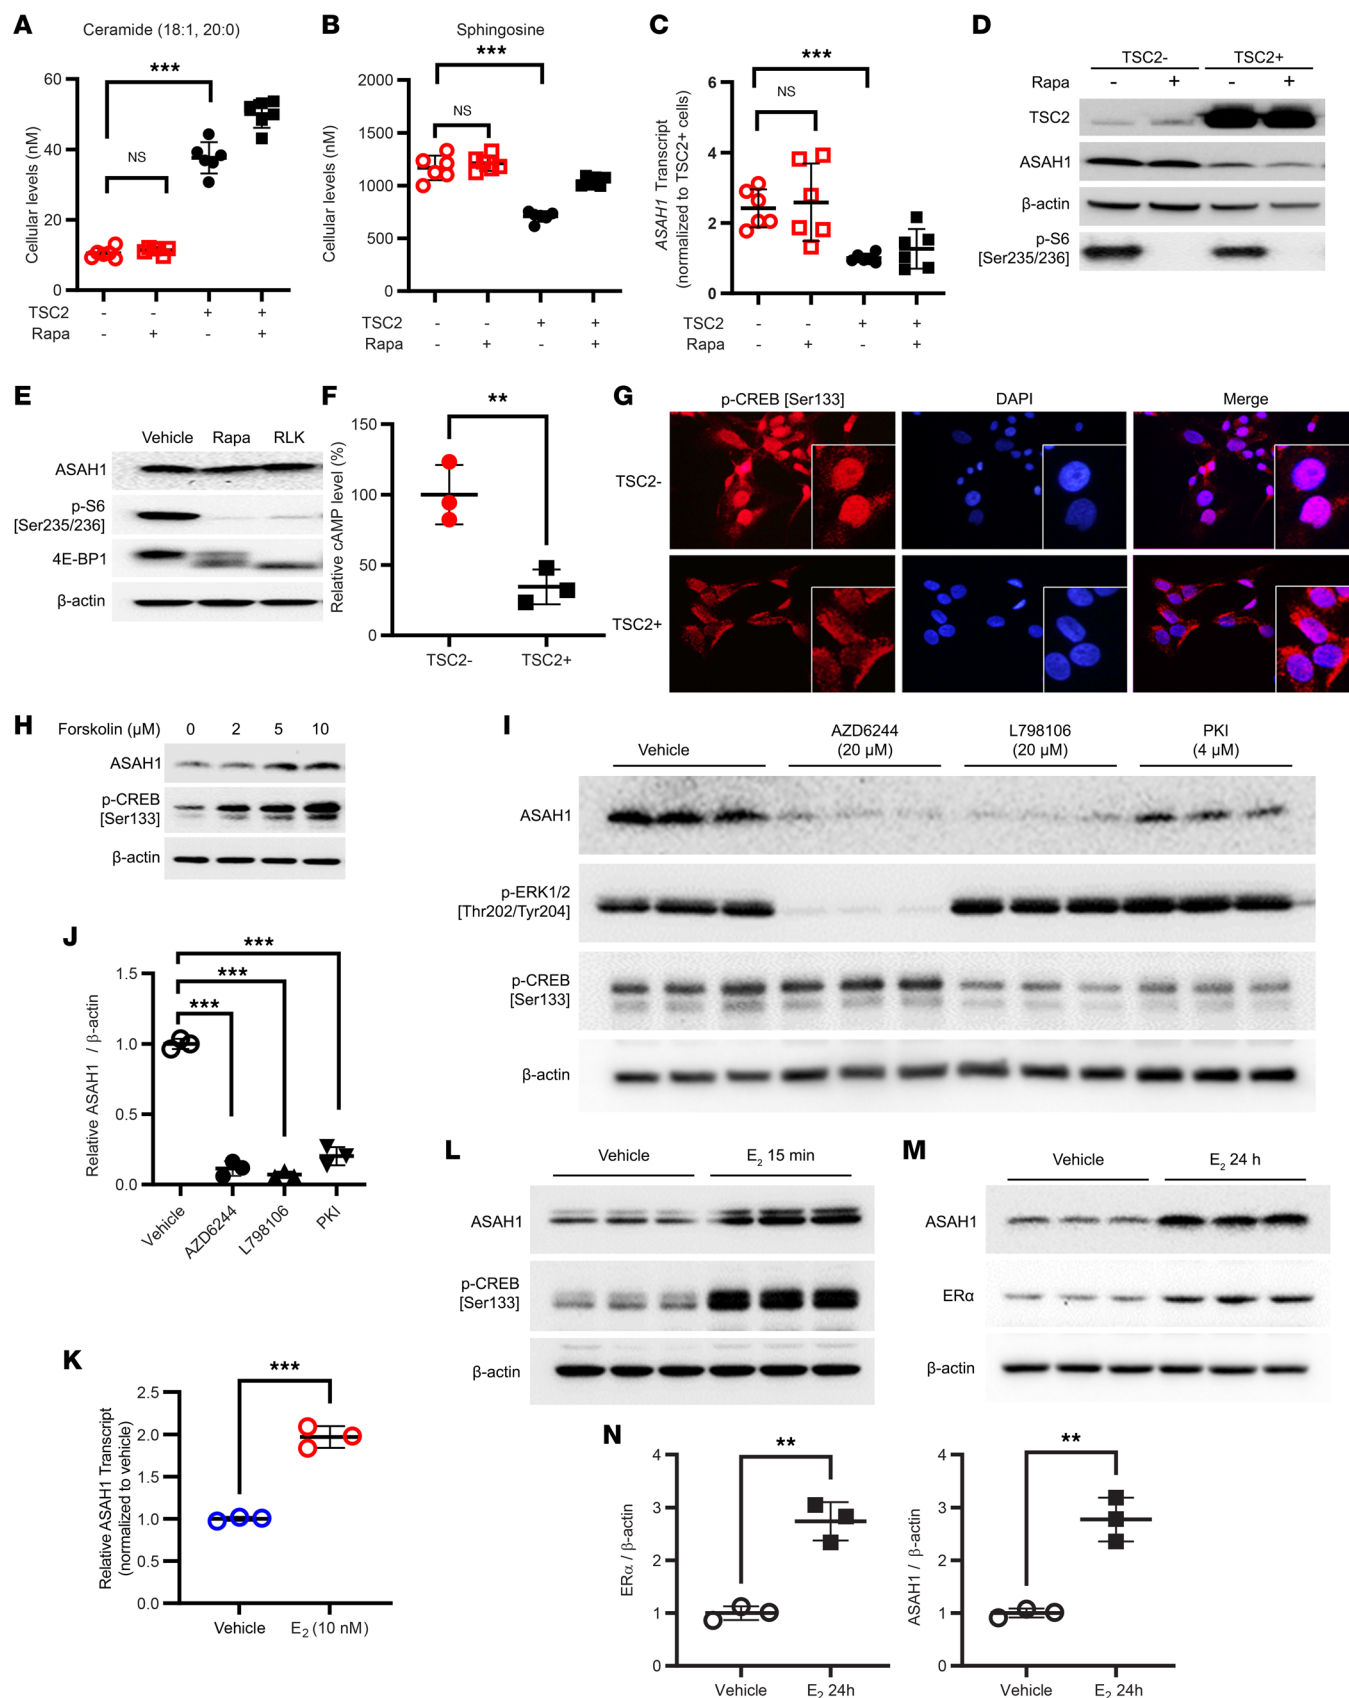 A
Ceramide (18:1, 20:0)
Cellular levels (nM)
60
40
20
0
***
NS
TSC2 - - + +
Rapa - + - +
B
Sphingosine
Cellular levels (nM)
2000
1500
1000
500
0
***
NS
TSC2 - - + +
Rapa - + - +
C
ASAH1 Transcript
(normalized to TSC2+ cells)
6
4
2
0
***
NS
TSC2 - - + +
Rapa - + - +
D
TSC2- TSC2+
Rapa - + - +
TSC2
ASAH1
β-actin
p-S6
[Ser235/236]
E
Vehicle Rapa RLK
ASAH1
p-S6
[Ser235/236]
4E-BP1
β-actin
F
Relative cAMP level (%)
150
100
50
0
**
TSC2- TSC2+
G
p-CREB [Ser133] DAPI Merge
TSC2-
TSC2+
H
Forskolin (μM) 0 2 5 10
ASAH1
p-CREB
[Ser133]
β-actin
I
Vehicle AZD6244 L798106 PKI
(20 μM) (20 μM) (4 μM)
ASAH1
p-ERK1/2
[Thr202/Tyr204]
p-CREB
[Ser133]
β-actin
J
Relative ASAH1 / β-actin
1.5
1.0
0.5
0.0
***
***
***
Vehicle AZD6244 L798106 PKI
K
Relative ASAH1 Transcript
(normalized to vehicle)
2.5
2.0
1.5
1.0
0.5
0.0
***
Vehicle E2 (10 nM)
L
Vehicle E2 15 min
ASAH1
p-CREB
[Ser133]
β-actin
M
Vehicle E2 24 h
ASAH1
ERα
β-actin
N
ERα / β-actin
4
3
2
1
0
**
Vehicle E2 24h
ASAH1 / β-actin
4
3
2
1
0
**
Vehicle E2 24h